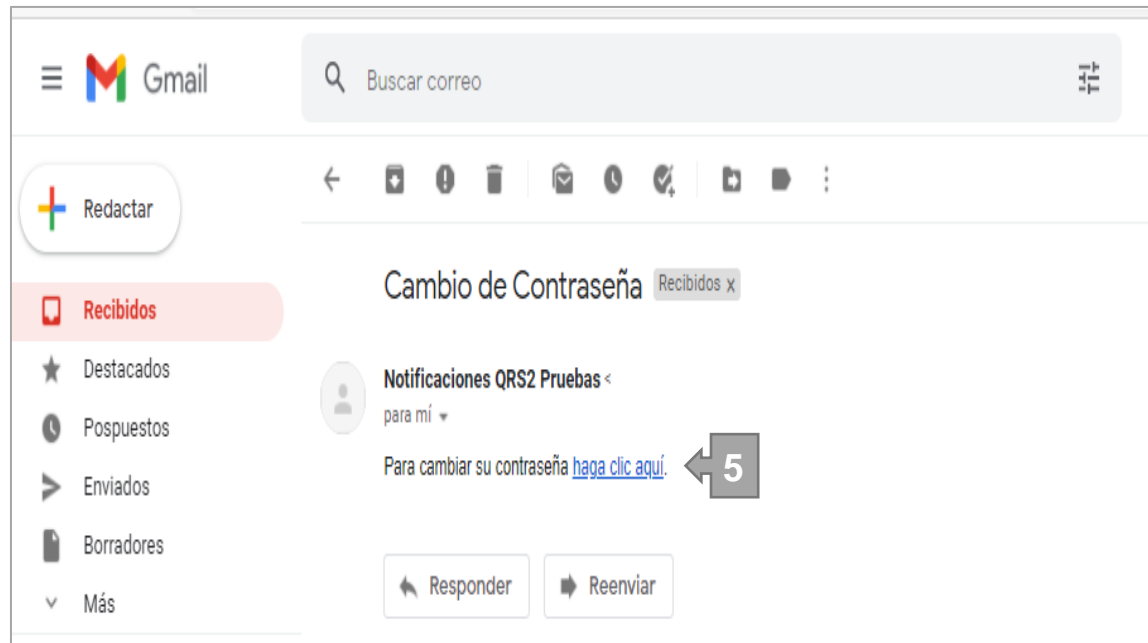 Gmail
Buscar correo
Redactar
Cambio de Contraseña Recibidos x
Recibidos
Destacados
Notificaciones QRS2 Pruebas <
para mí
Pospuestos
Para cambiar su contraseña haga clic aquí. 5
Enviados
Borradores
Responder Reenviar
Más